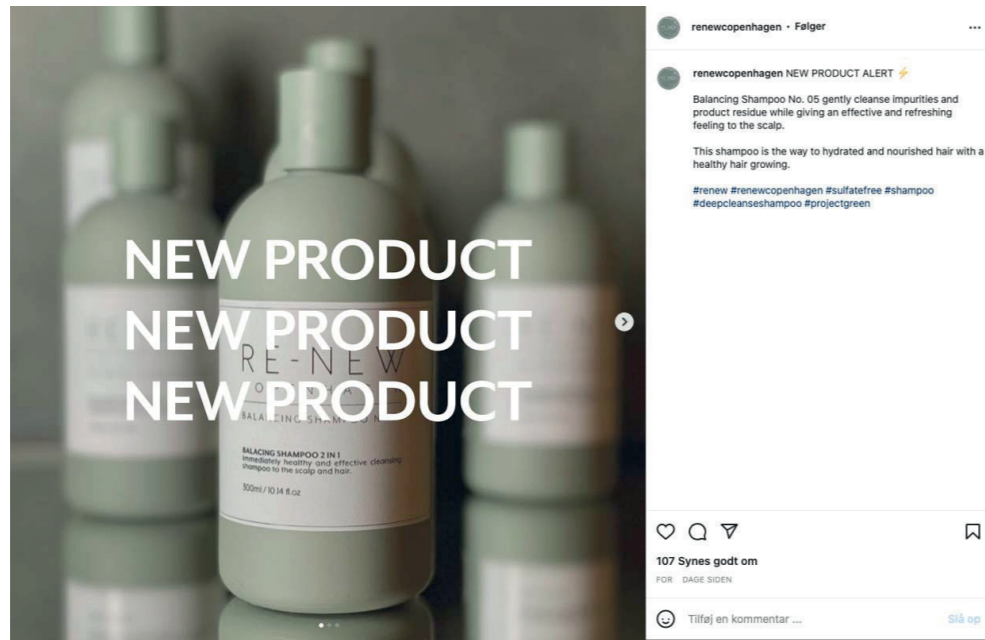 NEW PRODUCT
NEW PRODUCT
NEW PRODUCT
RE-NEW
BALACING SHAMPOO 2 IN 1
Immediately healthy and effective cleansing
shampoo to the scalp and hair.
300ml / 10.14 fl.oz
renewcopenhagen • Følger
renewcopenhagen NEW PRODUCT ALERT ⚡
Balancing Shampoo No. 05 gently cleanse impurities and
product residue while giving an effective and refreshing
feeling to the scalp.
This shampoo is the way to hydrated and nourished hair with a
healthy hair growing.
#renew #renewcopenhagen #sulfatefree #shampoo
#deepcleanseshampoo #projectgreen
107 Synes godt om
FOR DAGE SIDEN
Tilføj en kommentar ...
Slå op